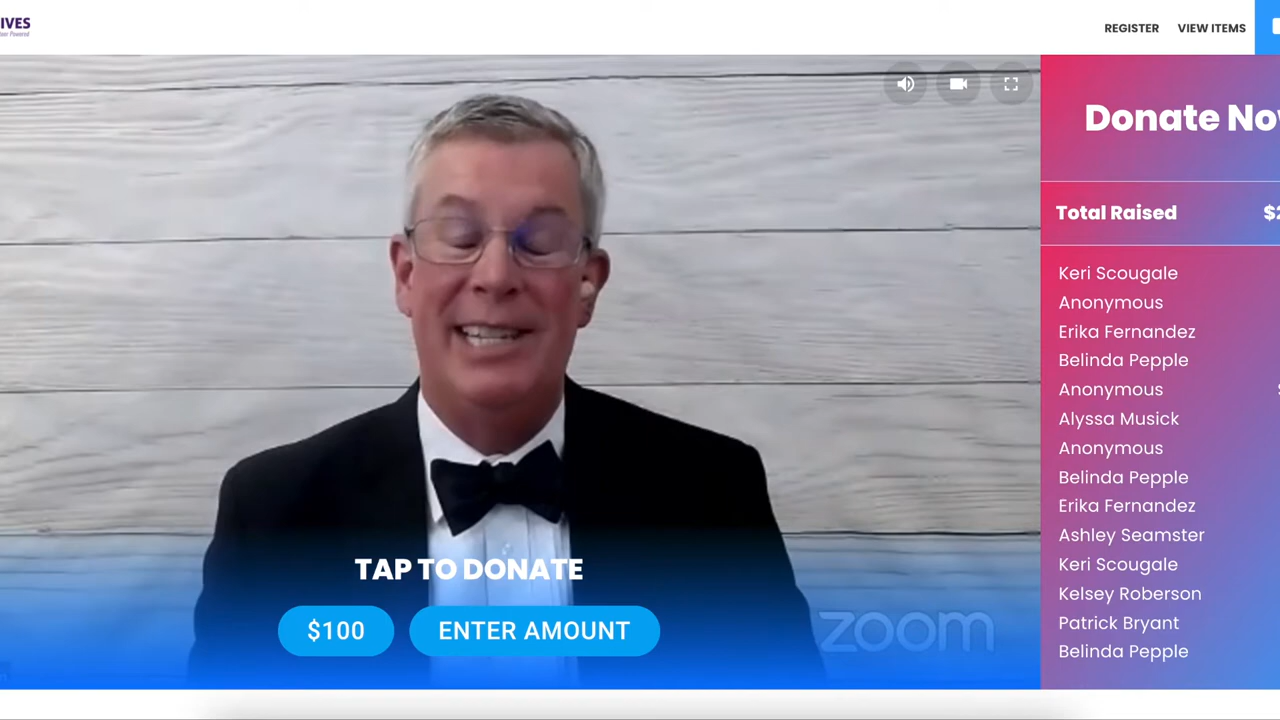 IVES
REGISTER VIEW ITEMS
Donate Now
Total Raised
Keri Scougale
Anonymous
Erika Fernandez
Belinda Pepple
Anonymous
Alyssa Musick
Anonymous
Belinda Pepple
Erika Fernandez
Ashley Seamster
Keri Scougale
Kelsey Roberson
Patrick Bryant
Belinda Pepple
TAP TO DONATE
$100 ENTER AMOUNT
zoom